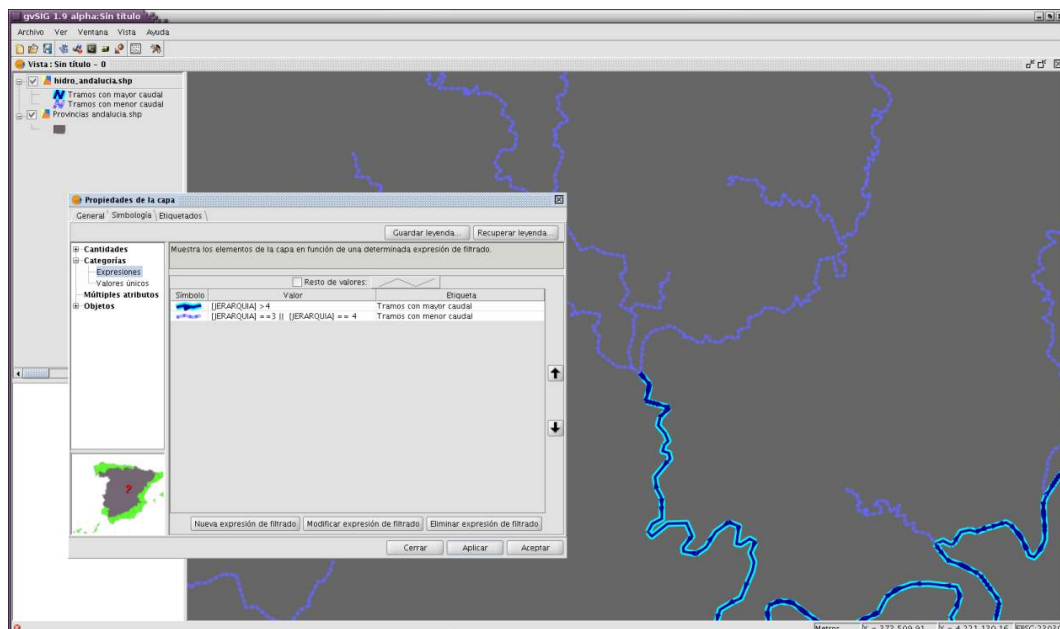 gvSIG 1.9 alpha:Sin título
Archivo Ver Ventana Vista Ayuda
Vista : Sin título - 0
hidro_andalucia.shp
Tramos con mayor caudal
Tramos con menor caudal
Provincias andalucia.shp
Propiedades de la capa
General Simbología Etiquetados
Guardar leyenda... Recuperar leyenda...
Cantidades
Categorías
Expresiones
Valores únicos
Múltiples atributos
Objetos
Muestra los elementos de la capa en función de una determinada expresión de filtrado.
Resto de valores:
Símbolo Valor Etiqueta
[JERARQUIA] >4 Tramos con mayor caudal
[JERARQUIA] ==3 || [JERARQUIA] == 4 Tramos con menor caudal
?
Nueva expresión de filtrado Modificar expresión de filtrado Eliminar expresión de filtrado
Cerrar Aplicar Aceptar
Metros